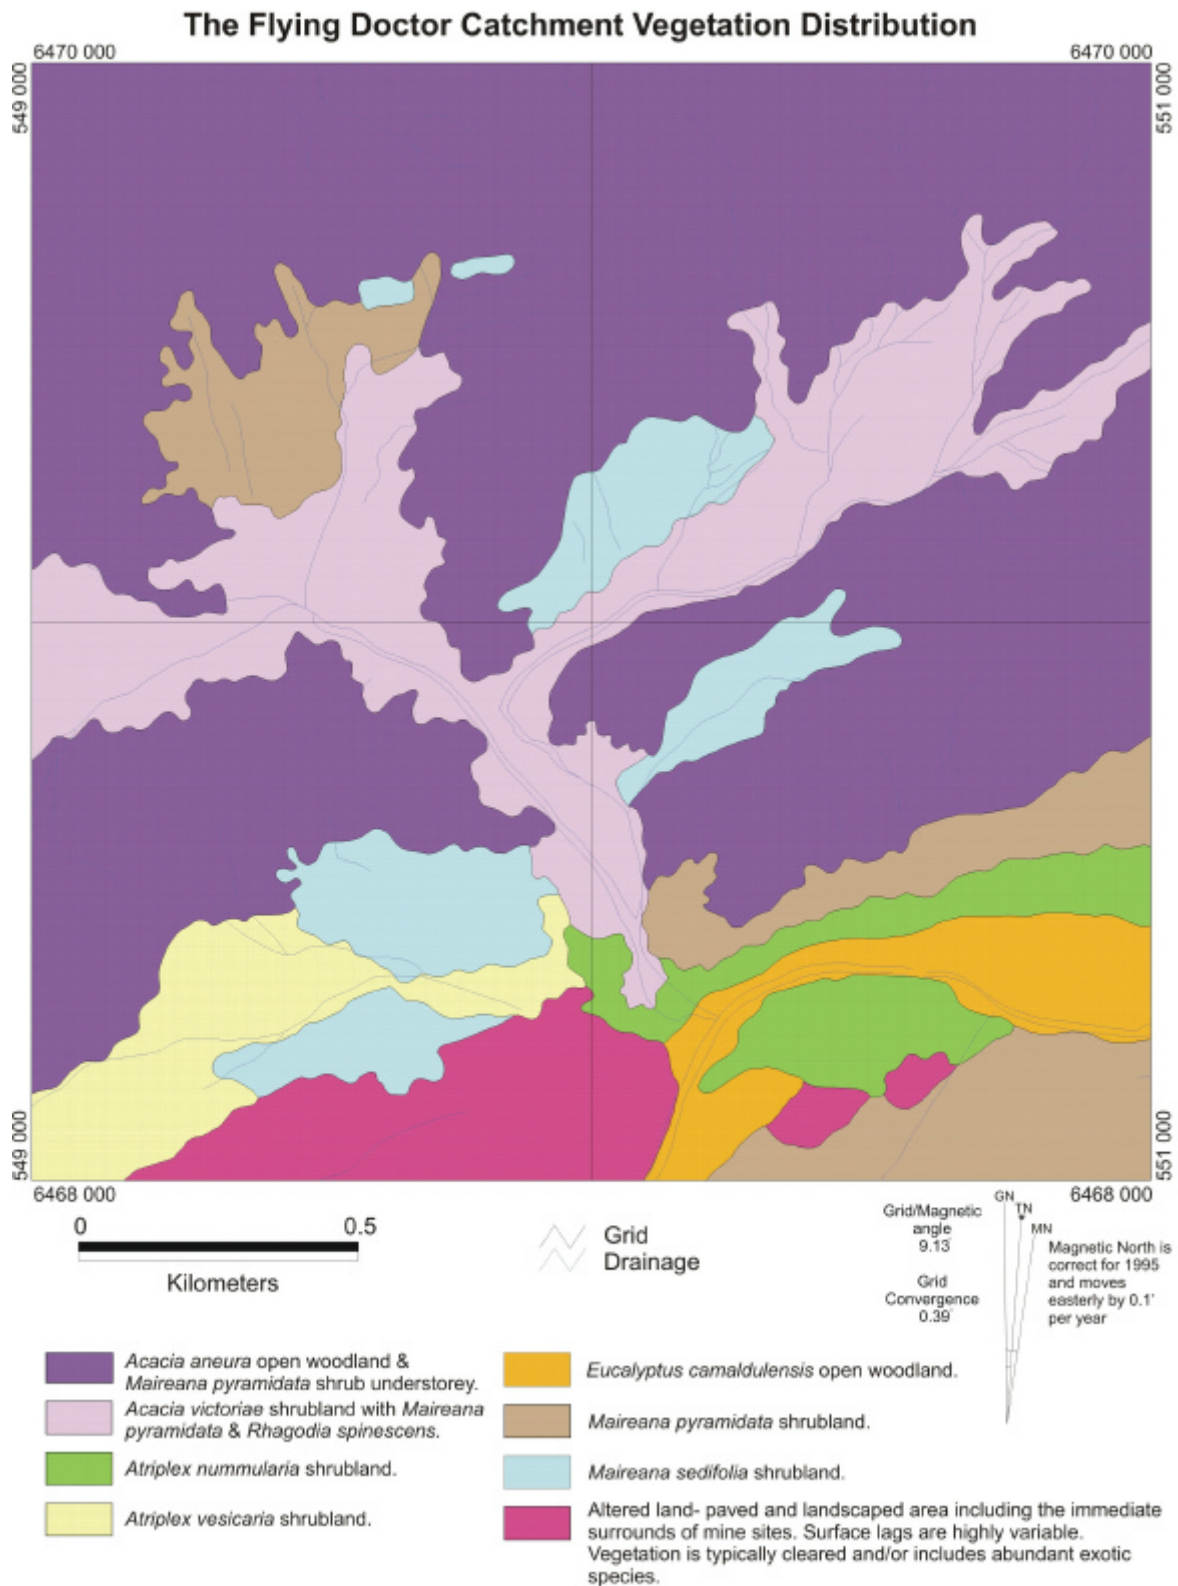 The Flying Doctor Catchment Vegetation Distribution
6470 000
6470 000
549 000
551 000
549 000
551 000
6468 000
6468 000
0
0.5
Kilometers
Grid
Drainage
Grid/Magnetic
angle
9.13
Grid
Convergence
0.39°
GN
TN
MN
Magnetic North is
correct for 1995
and moves
easterly by 0.1°
per year
Acacia aneura open woodland &
Maireana pyramidata shrub understorey.
Acacia victoriae shrubland with Maireana
pyramidata & Rhagodia spinescens.
Atriplex nummularia shrubland.
Atriplex vesicaria shrubland.
Eucalyptus camaldulensis open woodland.
Maireana pyramidata shrubland.
Maireana sedifolia shrubland.
Altered land- paved and landscaped area including the immediate
surrounds of mine sites. Surface lags are highly variable.
Vegetation is typically cleared and/or includes abundant exotic
species.